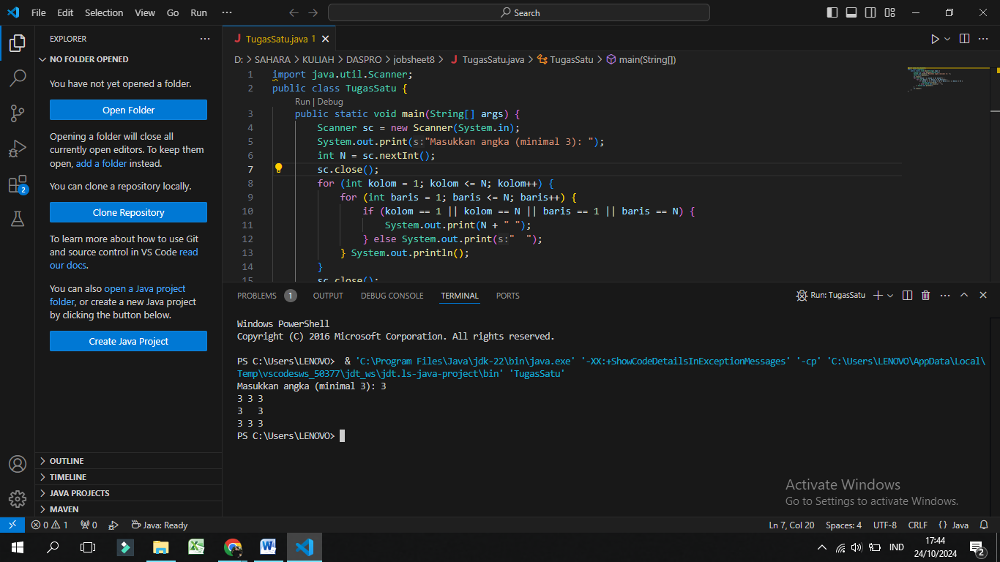 File Edit Selection View Go Run ···
Search
EXPLORER ···
NO FOLDER OPENED
You have not yet opened a folder.
Open Folder
Opening a folder will close all
currently open editors. To keep them
open, add a folder instead.
You can clone a repository locally.
Clone Repository
To learn more about how to use Git
and source control in VS Code read
our docs.
You can also open a Java project
folder, or create a new Java project
by clicking the button below.
Create Java Project
OUTLINE
TIMELINE
JAVA PROJECTS
MAVEN
2
J TugasSatu.java 1
D: > SAHARA > KULIAH > DASPRO > jobsheet8 > J TugasSatu.java > TugasSatu > main(String[])
1 import java.util.Scanner;
2 public class TugasSatu {
Run | Debug
3 public static void main(String[] args) {
4 Scanner sc = new Scanner(System.in);
5 System.out.print(s:"Masukkan angka (minimal 3): ");
6 int N = sc.nextInt();
7 sc.close();
8 for (int kolom = 1; kolom <= N; kolom++) {
9 for (int baris = 1; baris <= N; baris++) {
10 if (kolom == 1 || kolom == N || baris == 1 || baris == N) {
11 System.out.print(N + " ");
12 } else System.out.print(s:"  ");
13 } System.out.println();
14 }
15 sc.close();
PROBLEMS 1 OUTPUT DEBUG CONSOLE TERMINAL PORTS
Run: TugasSatu
Windows PowerShell
Copyright (C) 2016 Microsoft Corporation. All rights reserved.
PS C:\Users\LENOVO>  & 'C:\Program Files\Java\jdk-22\bin\java.exe' '-XX:+ShowCodeDetailsInExceptionMessages' '-cp' 'C:\Users\LENOVO\AppData\Local\
Temp\vscodesws_50377\jdt_ws\jdt.ls-java-project\bin' 'TugasSatu'
Masukkan angka (minimal 3): 3
3 3 3
3   3
3 3 3
PS C:\Users\LENOVO>
Activate Windows
Go to Settings to activate Windows.
0 1 0 Java: Ready
Ln 7, Col 20 Spaces: 4 UTF-8 CRLF {} Java
IND
17:44
24/10/2024
2